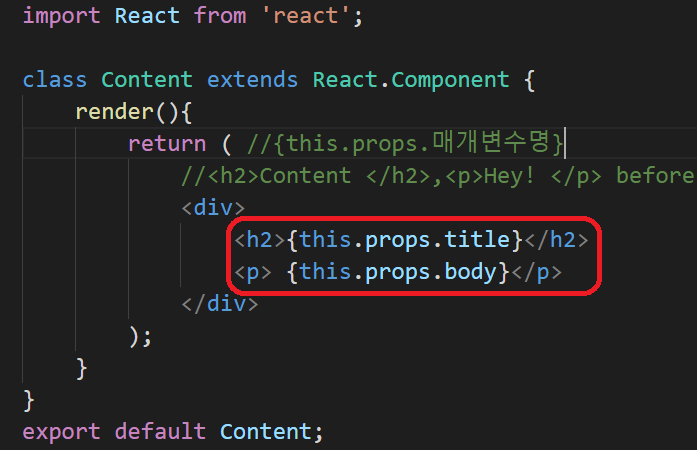 import React from 'react';
class Content extends React.Component {
render(){
return ( //{this.props.매개변수명}
//<h2>Content </h2>,<p>Hey! </p> before
<div>
<h2>{this.props.title}</h2>
<p> {this.props.body}</p>
</div>
);
}
}
export default Content;